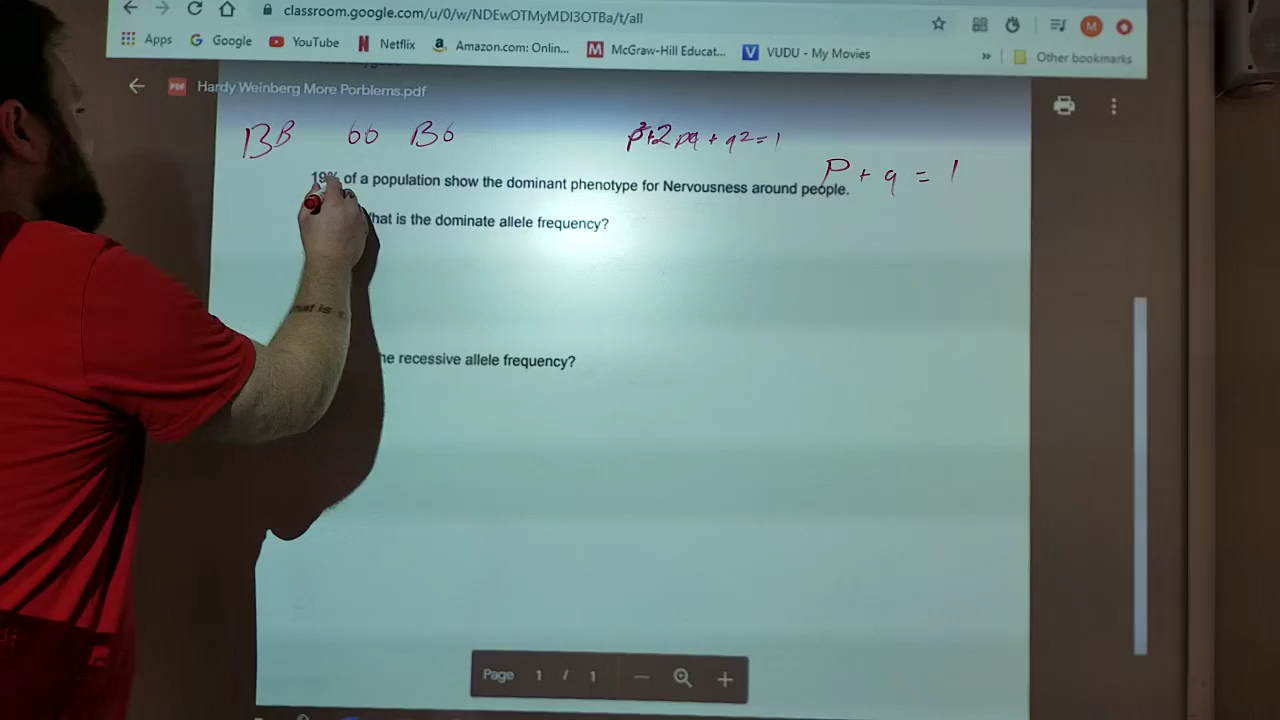 classroom.google.com/u/0/w/NDEwOTMyMDI3OTBa/t/all
Apps Google YouTube Netflix Amazon.com: Onlin... McGraw-Hill Educat... VUDU - My Movies » Other bookmarks
PDF Hardy Weinberg More Porblems.pdf
BB bb Bb p²+2pq + q2=1
P + q = 1
19% of a population show the dominant phenotype for Nervousness around people.
hat is the dominate allele frequency?
he recessive allele frequency?
Page 1 / 1